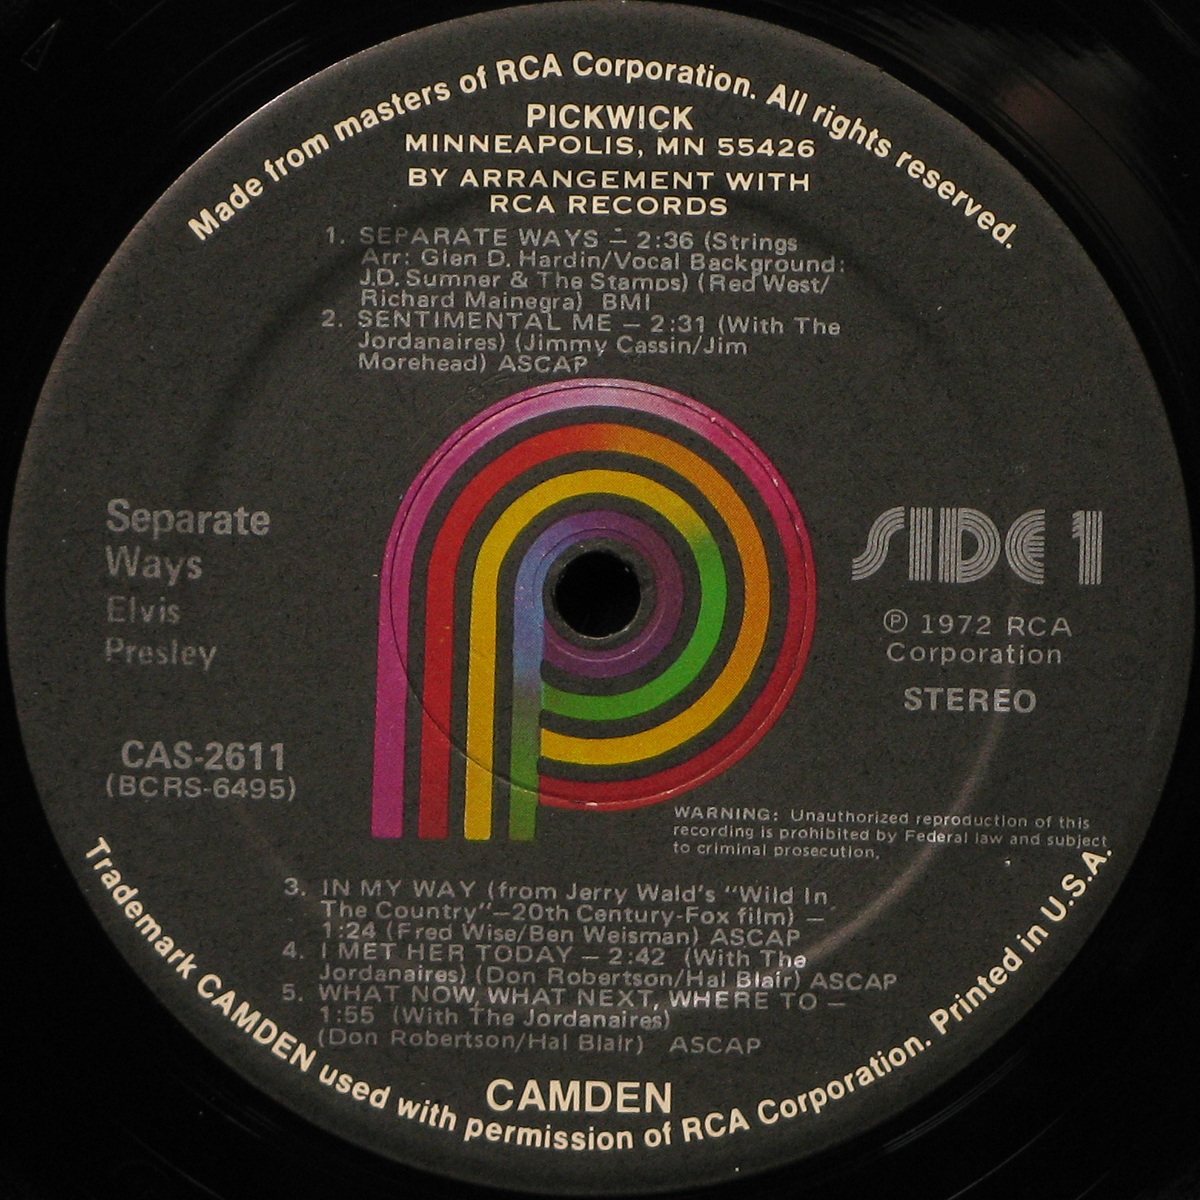 Made from masters of RCA Corporation. All rights reserved.
PICKWICK
MINNEAPOLIS, MN 55426
BY ARRANGEMENT WITH
RCA RECORDS
1. SEPARATE WAYS – 2:36 (Strings
Arr: Glen D. Hardin/Vocal Background:
J.D. Sumner & The Stamps) (Red West/
Richard Mainegra) BMI
2. SENTIMENTAL ME – 2:31 (With The
Jordanaires) (Jimmy Cassin/Jim
Morehead) ASCAP
Separate
Ways
Elvis
Presley
CAS-2611
(BCRS-6495)
SIDE 1
℗ 1972 RCA
Corporation
STEREO
WARNING: Unauthorized reproduction of this
recording is prohibited by Federal law and subject
to criminal prosecution.
3. IN MY WAY (from Jerry Wald's "Wild In
The Country"–20th Century-Fox film) –
1:24 (Fred Wise/Ben Weisman) ASCAP
4. I MET HER TODAY – 2:42 (With The
Jordanaires) (Don Robertson/Hal Blair) ASCAP
5. WHAT NOW, WHAT NEXT, WHERE TO –
1:55 (With The Jordanaires)
(Don Robertson/Hal Blair) ASCAP
CAMDEN
Trademark CAMDEN used with permission of RCA Corporation. Printed in U.S.A.